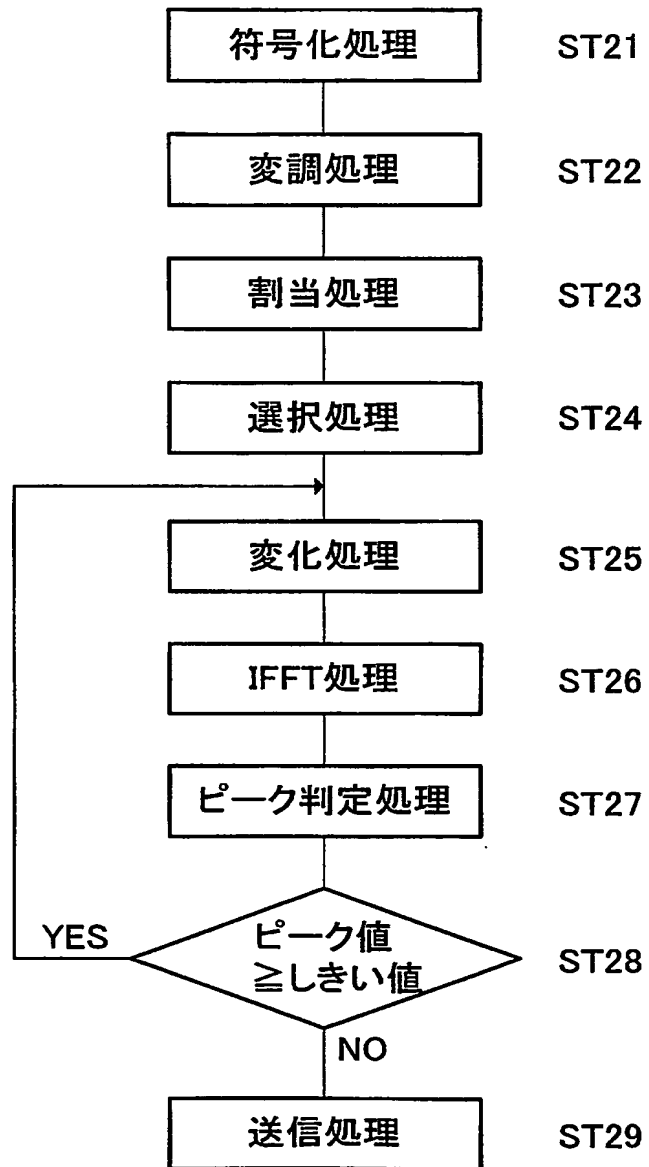 符号化処理 ST21
変調処理 ST22
割当処理 ST23
選択処理 ST24
変化処理 ST25
IFFT処理 ST26
ピーク判定処理 ST27
YES
ピーク値
≧しきい値
ST28
NO
送信処理 ST29